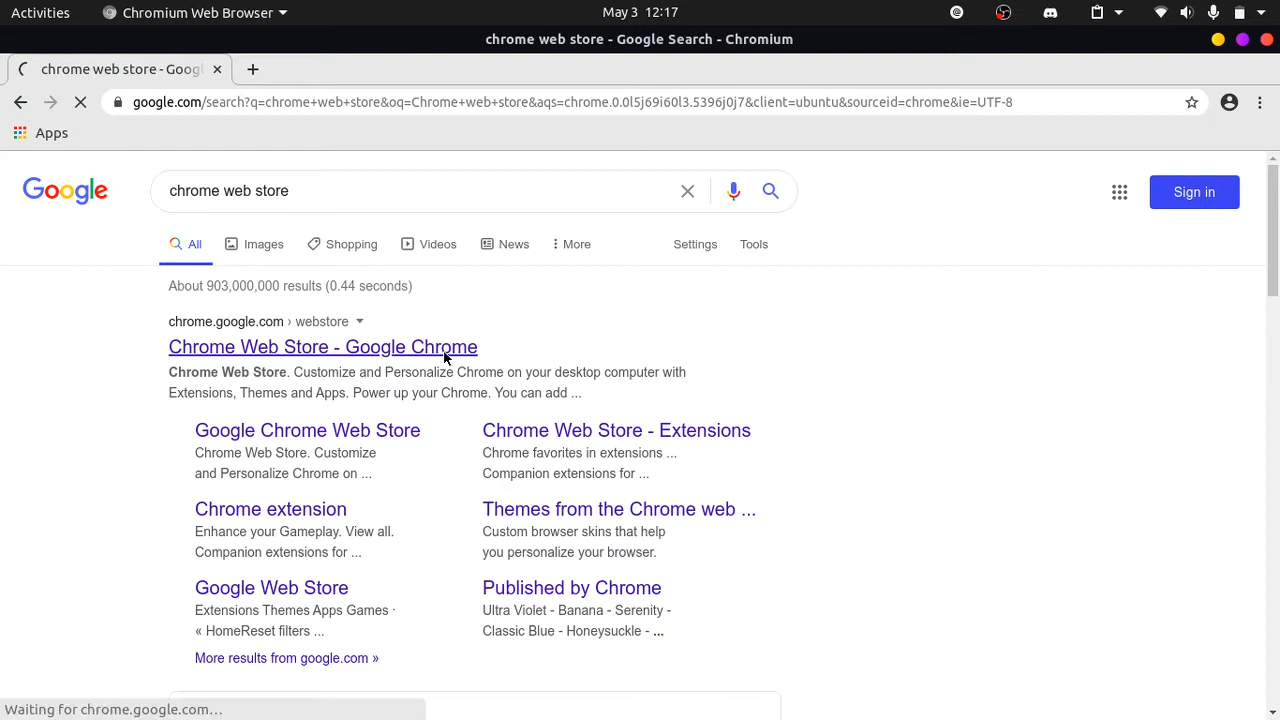 Activities Chromium Web Browser May 3 12:17
chrome web store - Google Search - Chromium
chrome web store - Goog
google.com/search?q=chrome+web+store&oq=Chrome+web+store&aqs=chrome.0.0l5j69i60l3.5396j0j7&client=ubuntu&sourceid=chrome&ie=UTF-8
Apps
Google chrome web store Sign in
All Images Shopping Videos News More Settings Tools
About 903,000,000 results (0.44 seconds)
chrome.google.com › webstore
Chrome Web Store - Google Chrome
Chrome Web Store. Customize and Personalize Chrome on your desktop computer with
Extensions, Themes and Apps. Power up your Chrome. You can add ...
Google Chrome Web Store
Chrome Web Store. Customize
and Personalize Chrome on ...
Chrome Web Store - Extensions
Chrome favorites in extensions ...
Companion extensions for ...
Chrome extension
Enhance your Gameplay. View all.
Companion extensions for ...
Themes from the Chrome web ...
Custom browser skins that help
you personalize your browser.
Google Web Store
Extensions Themes Apps Games ·
« HomeReset filters ...
Published by Chrome
Ultra Violet - Banana - Serenity -
Classic Blue - Honeysuckle - ...
More results from google.com »
Waiting for chrome.google.com…